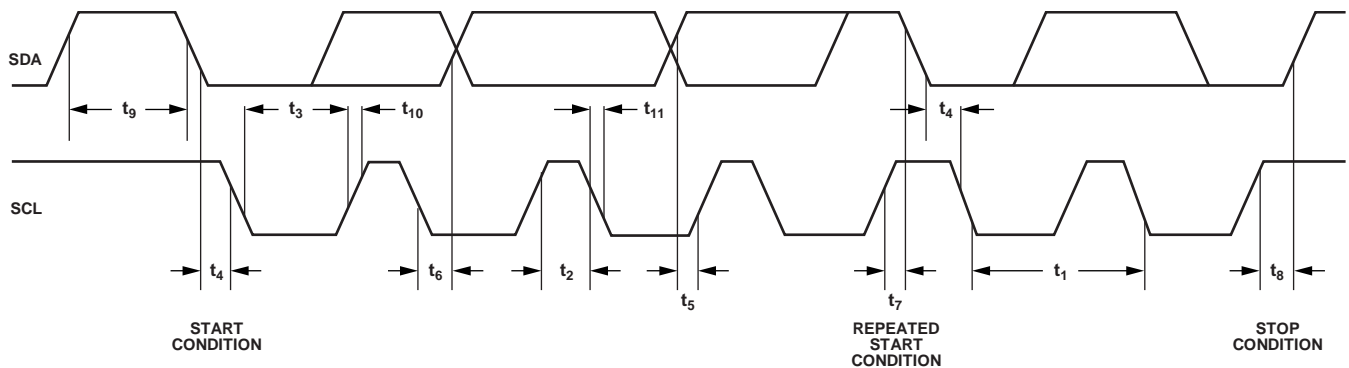 SDA
t9
t3
t10
t11
t4
SCL
t4
t6
t2
t5
t7
t1
t8
START
CONDITION
REPEATED
START
CONDITION
STOP
CONDITION